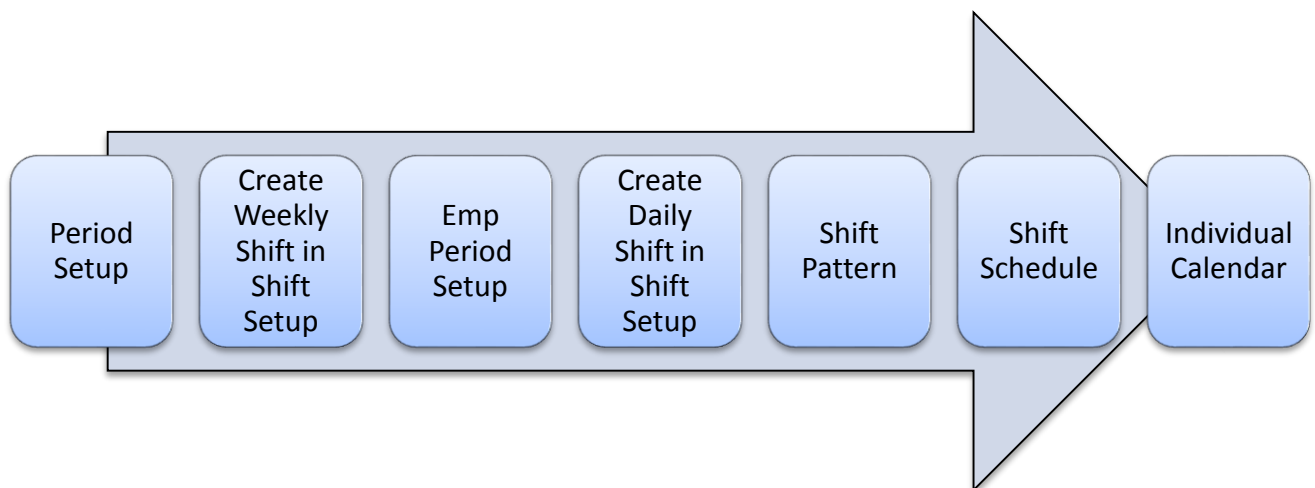 Period
Setup
Create
Weekly
Shift in
Shift
Setup
Emp
Period
Setup
Create
Daily
Shift in
Shift
Setup
Shift
Pattern
Shift
Schedule
Individual
Calendar